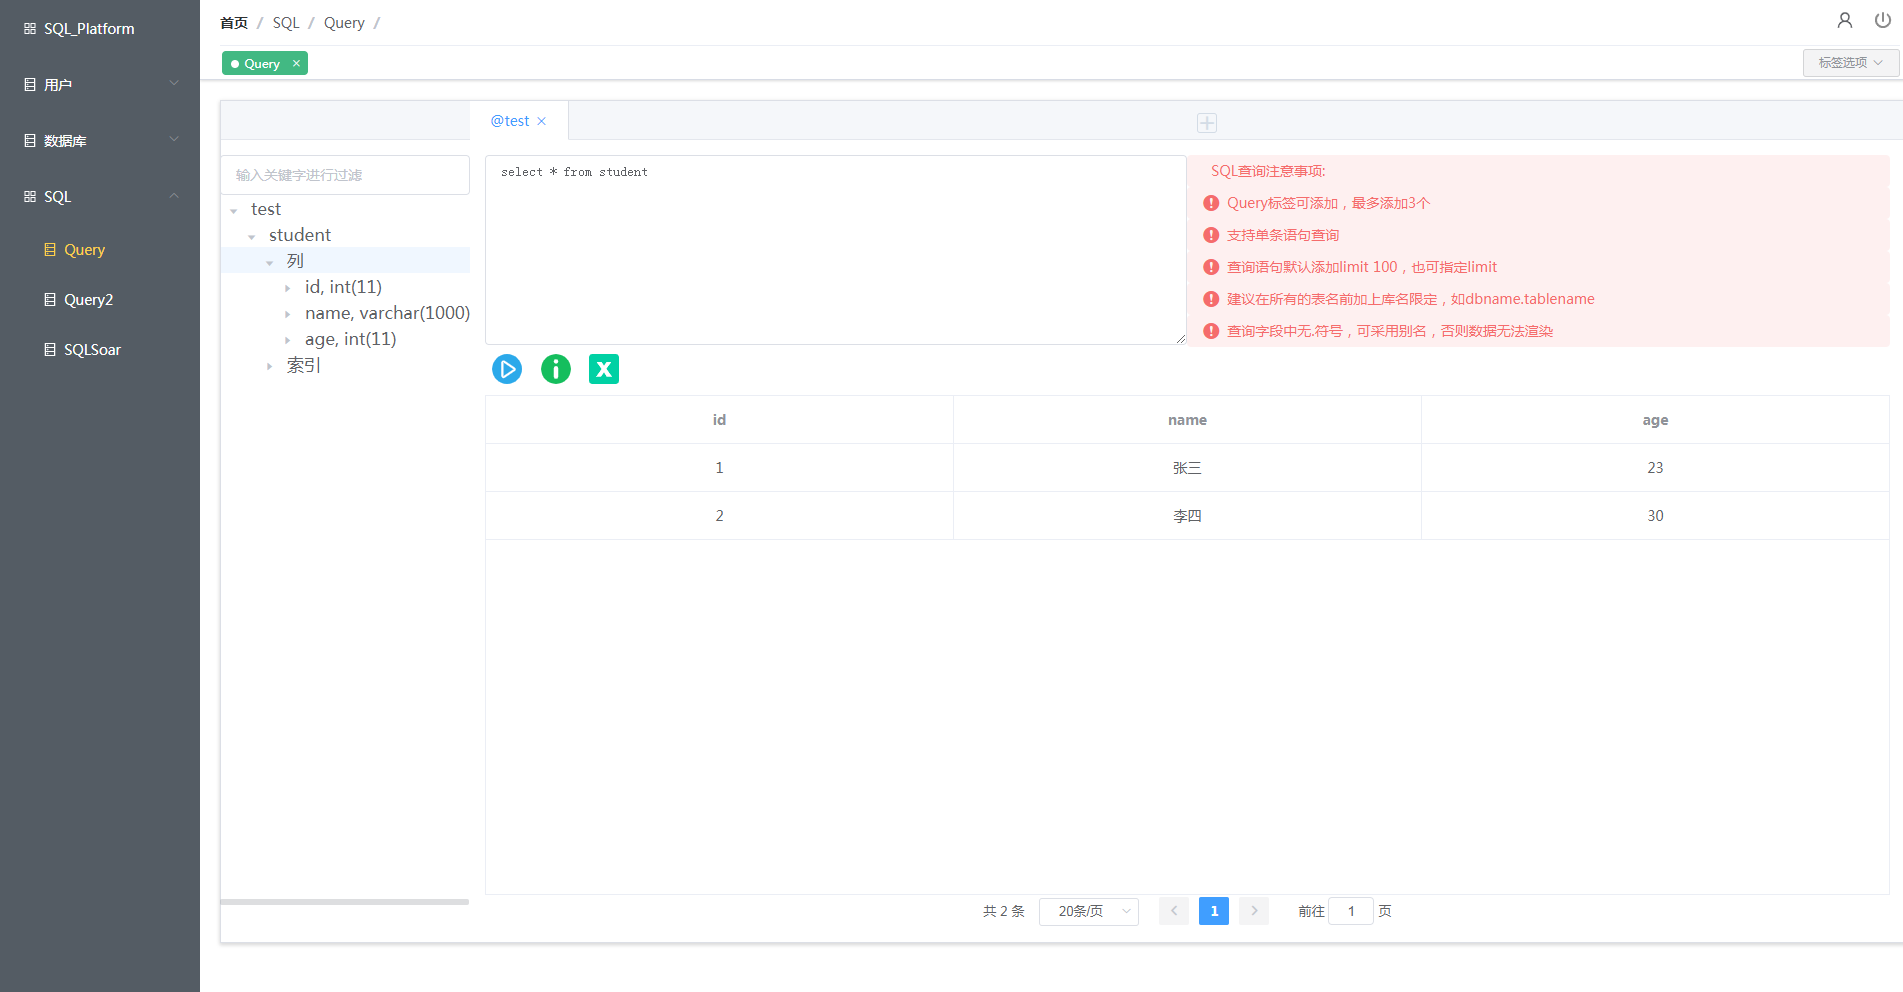 SQL_Platform
用户
数据库
SQL
Query
Query2
SQLSoar
首页 / SQL / Query /
Query ×
标签选项
@test ×
输入关键字进行过滤
test
student
列
id, int(11)
name, varchar(1000)
age, int(11)
索引
select * from student
SQL查询注意事项:
Query标签可添加，最多添加3个
支持单条语句查询
查询语句默认添加limit 100，也可指定limit
建议在所有的表名前加上库名限定，如dbname.tablename
查询字段中无.符号，可采用别名，否则数据无法渲染
id name age
1 张三 23
2 李四 30
共 2 条 20条/页 1 前往 1 页